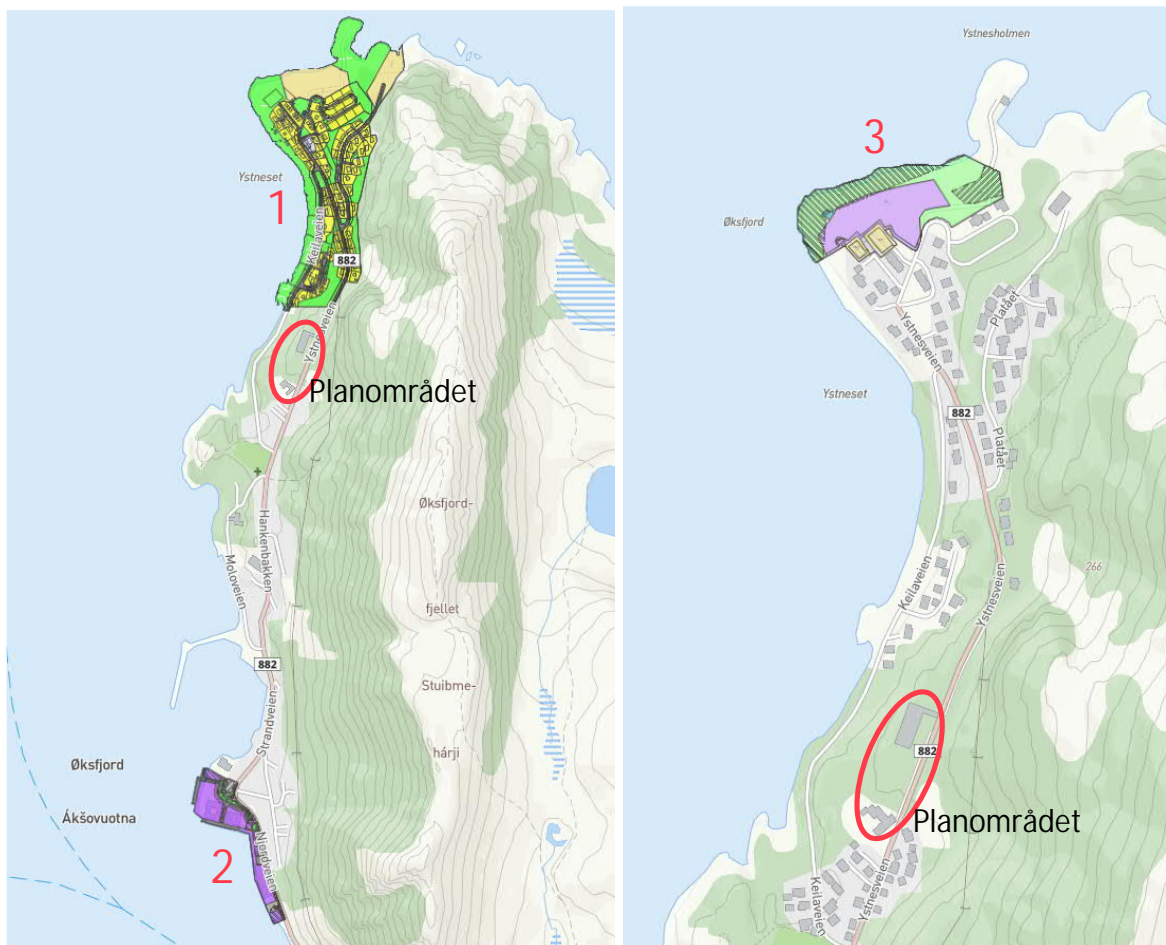 Ystneset
1
Keilaveien
882
Ystnesveien
Planområdet
Øksfjord-
Hankenbakken
Moloveien
fjellet
882
Stuibme-
Strandveien
hárji
Øksfjord
Ákšovuotna
Njordveien
2
Ystnesholmen
3
Øksfjord
Platået
Ystnesveien
Ystneset
882
Platået
266
Keilaveien
Ystnesveien
882
Planområdet
Keilaveien
Ystnesveien